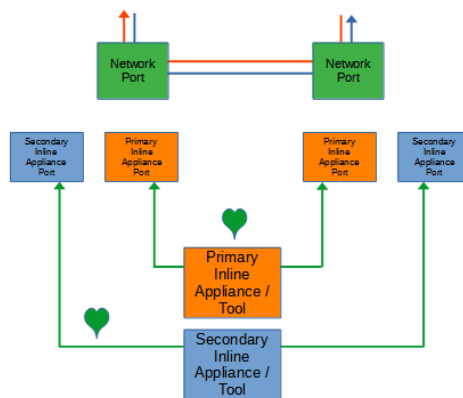 Network
Port
Network
Port
Secondary
Inline
Appliance
Port
Primary
Inline
Appliance
Port
Primary
Inline
Appliance
Port
Secondary
Inline
Appliance
Port
Primary
Inline
Appliance /
Tool
Secondary
Inline
Appliance /
Tool